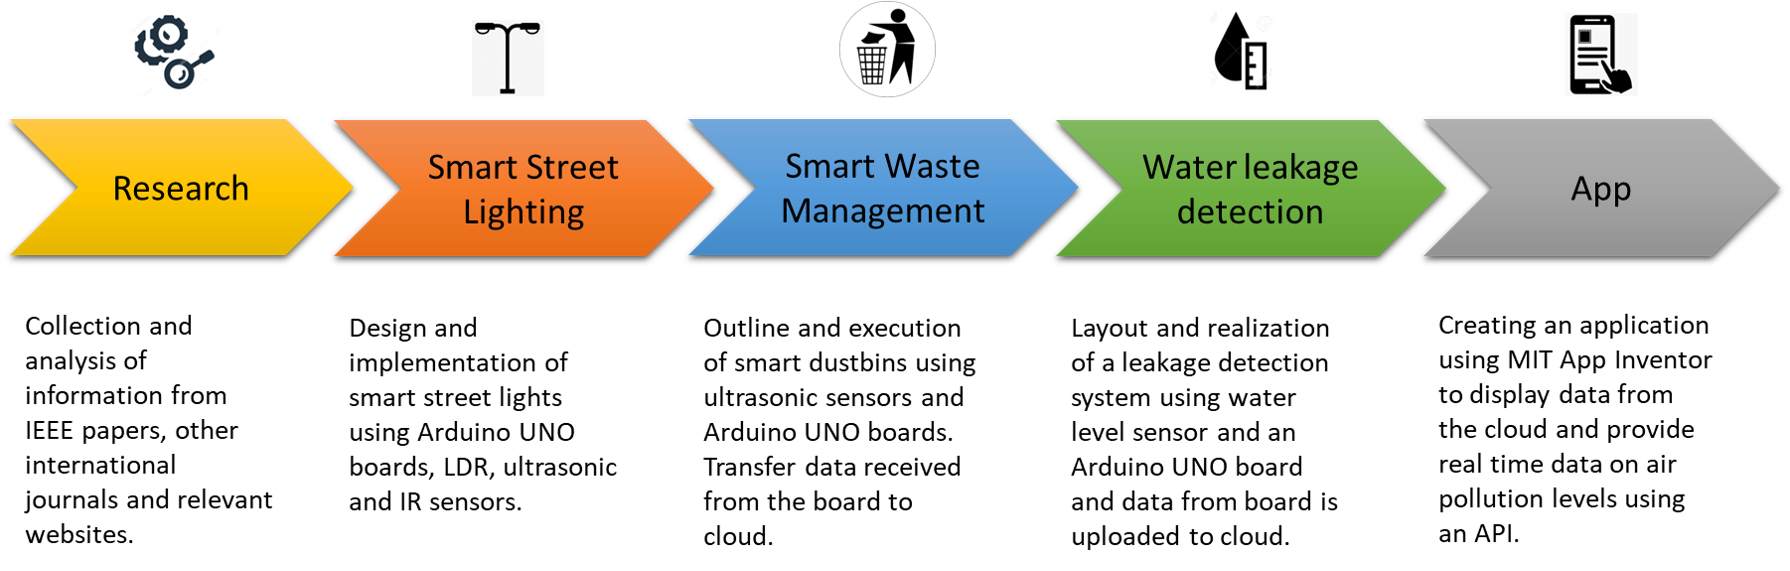 Research
Smart Street
Lighting
Smart Waste
Management
Water leakage
detection
App
Collection and
analysis of
information from
IEEE papers, other
international
journals and relevant
websites.
Design and
implementation of
smart street lights
using Arduino UNO
boards, LDR, ultrasonic
and IR sensors.
Outline and execution
of smart dustbins using
ultrasonic sensors and
Arduino UNO boards.
Transfer data received
from the board to
cloud.
Layout and realization
of a leakage detection
system using water
level sensor and an
Arduino UNO board
and data from board is
uploaded to cloud.
Creating an application
using MIT App Inventor
to display data from
the cloud and provide
real time data on air
pollution levels using
an API.